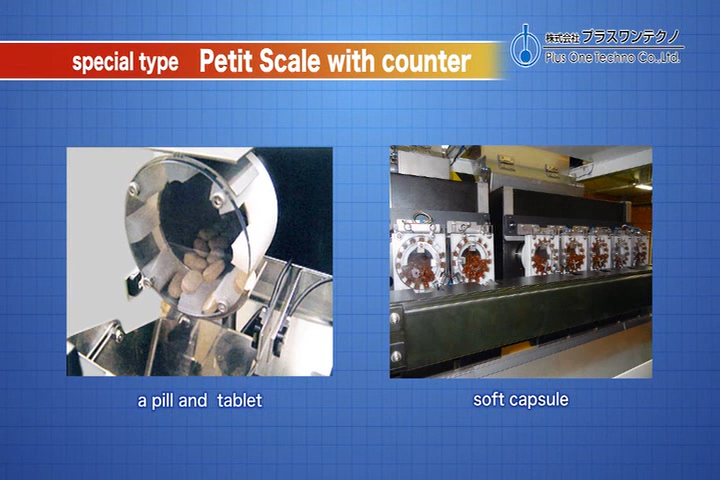 special type Petit Scale with counter
株式会社 プラスワンテクノ
Plus One Techno Co.,Ltd.
a pill and tablet
soft capsule